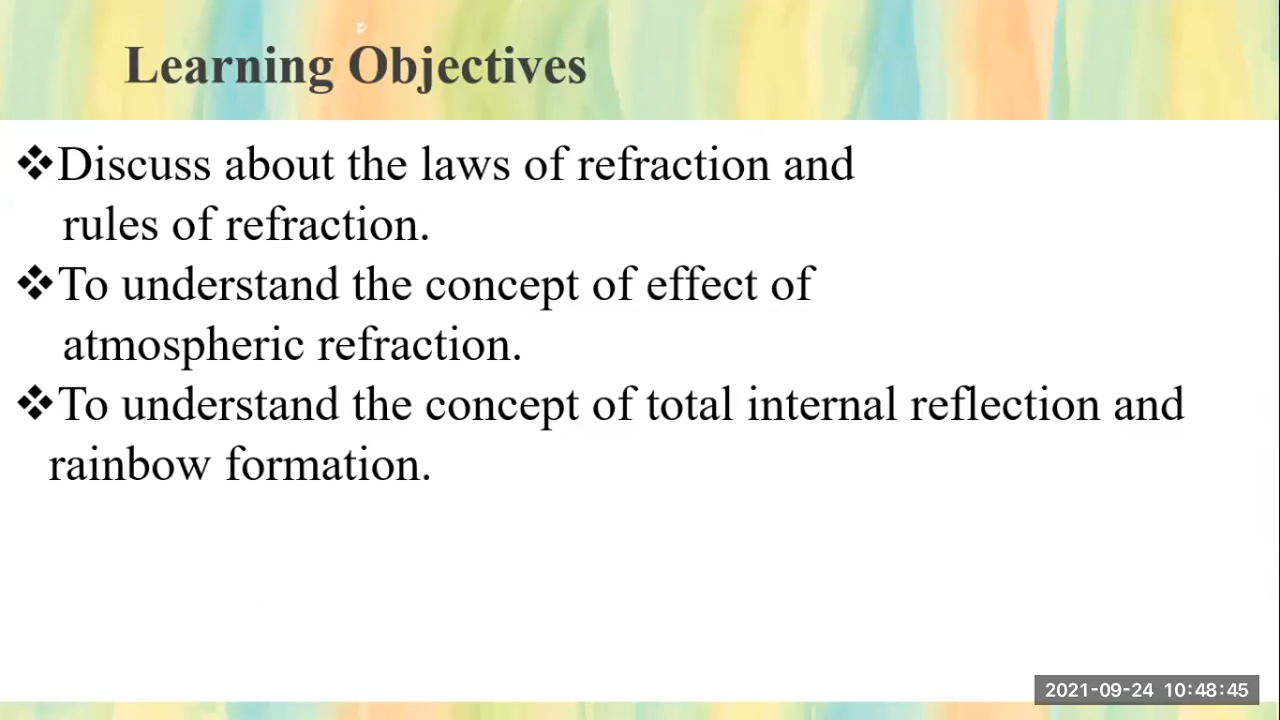 Learning Objectives
❖Discuss about the laws of refraction and
rules of refraction.
❖To understand the concept of effect of
atmospheric refraction.
❖To understand the concept of total internal reflection and
rainbow formation.
2021-09-24 10:48:45